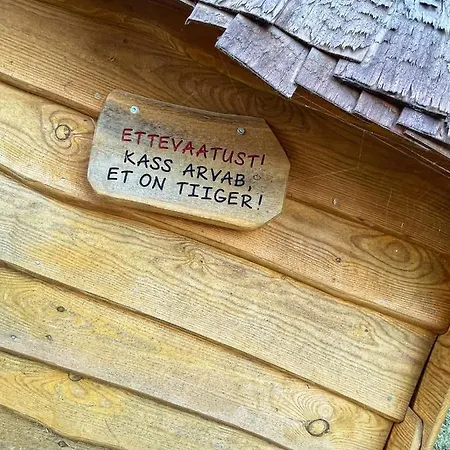 ETTEVAATUST!
KASS ARVAB,
ET ON TIIGER!